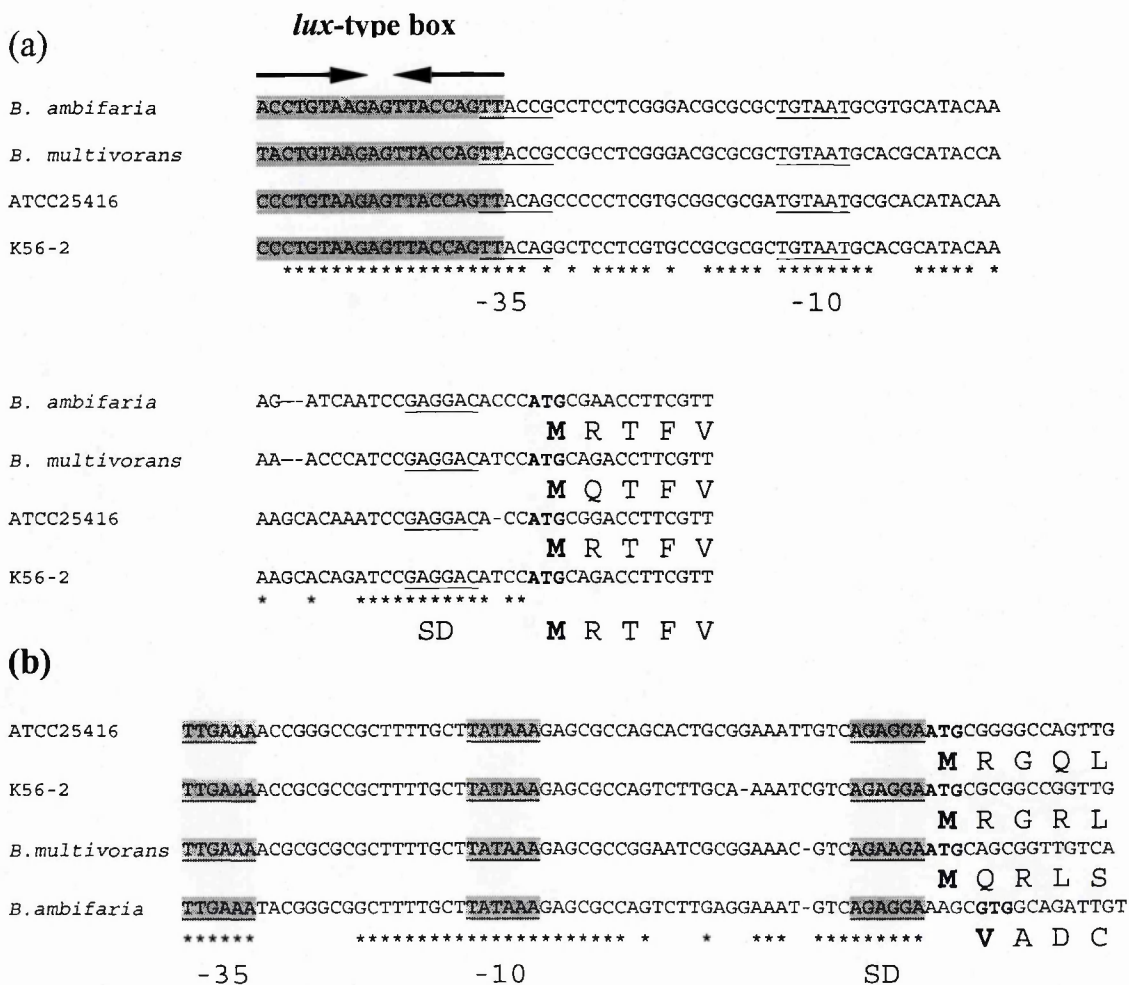 lux-type box
(a)
B. ambifaria ACCTGTAAGAGTTACCAGTTACCGCCTCCTCGGGACGCGCGCTGTAATGCGTGCATACAA
B. multivorans TACTGTAAGAGTTACCAGTTACCGCCGCCTCGGGACGCGCGCTGTAATGCACGCATACCA
ATCC25416 CCCTGTAAGAGTTACCAGTTACAGCCCCCTCGTGCGGCGCGATGTAATGCGCACATACAA
K56-2 CCCTGTAAGAGTTACCAGTTACAGGCTCCTCGTGCCGCGCGCTGTAATGCACGCATACAA
******************** * * ***** * ***** ******** ***** *
-35 -10
B. ambifaria AG--ATCAATCCGAGGACACCCATGCGAACCTTCGTT
M R T F V
B. multivorans AA--ACCCATCCGAGGACATCCATGCAGACCTTCGTT
M Q T F V
ATCC25416 AAGCACAAATCCGAGGACA-CCATGCGGACCTTCGTT
M R T F V
K56-2 AAGCACAGATCCGAGGACATCCATGCAGACCTTCGTT
* * *********** **
SD M R T F V
(b)
ATCC25416 TTGAAAACCGGGCCGCTTTTGCTTATAAAGAGCGCCAGCACTGCGGAAATTGTCAGAGGAATGCGGGGCCAGTTG
M R G Q L
K56-2 TTGAAAACCGCGCCGCTTTTGCTTATAAAGAGCGCCAGTCTTGCA-AAATCGTCAGAGGAATGCGCGGCCGGTTG
M R G R L
B.multivorans TTGAAAACGCGCGCGCTTTTGCTTATAAAGAGCGCCGGAATCGCGGAAAC-GTCAGAAGAATGCAGCGGTTGTCA
M Q R L S
B.ambifaria TTGAAATACGGGCGGCTTTTGCTTATAAAGAGCGCCAGTCTTGAGGAAAT-GTCAGAGGAAAGCGTGGCAGATTGT
V A D C
****** ********************** * * *** *********
-35 -10 SD